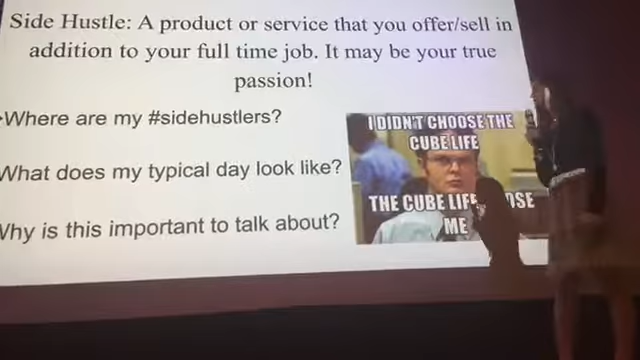 Side Hustle: A product or service that you offer/sell in
addition to your full time job. It may be your true
passion!
Where are my #sidehustlers?
What does my typical day look like?
Why is this important to talk about?
I DIDN'T CHOOSE THE
CUBE LIFE
THE CUBE
ME